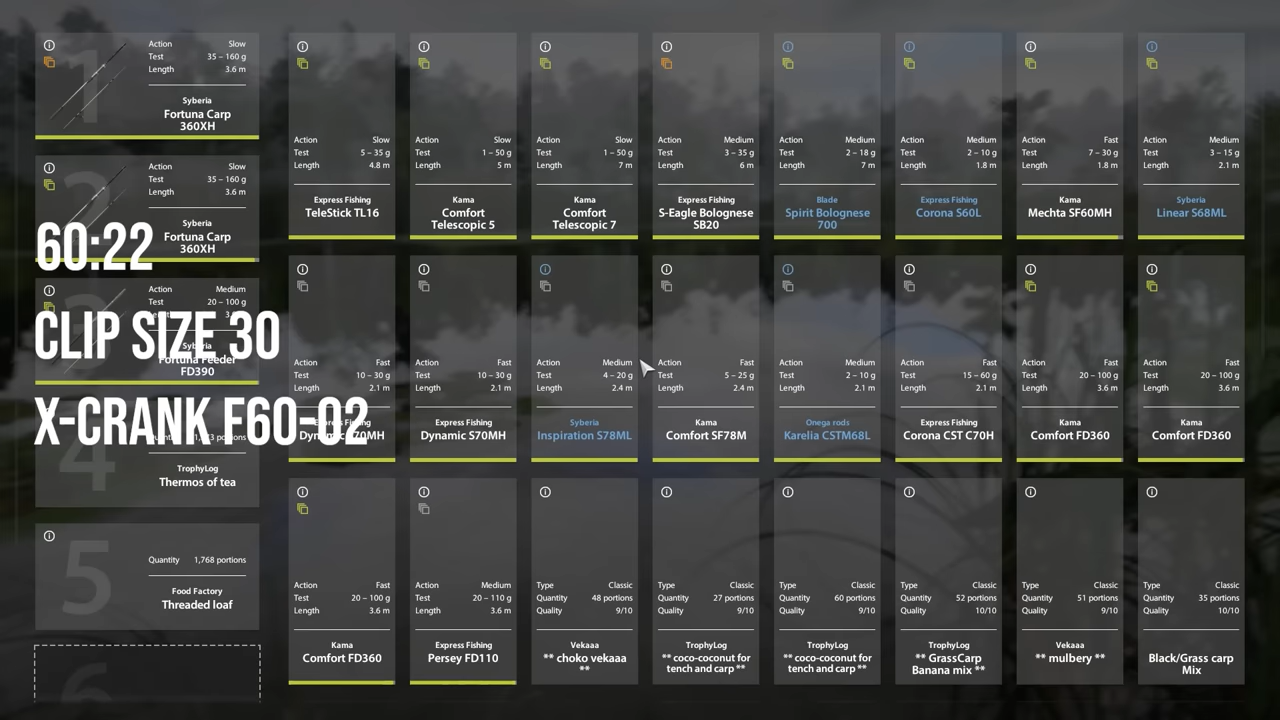 1
Action Slow
Test 35 – 160 g
Length 3.6 m
Syberia
Fortuna Carp
360XH
2
Action Slow
Test 35 – 160 g
Length 3.6 m
Syberia
Fortuna Carp
360XH
60:22
Action Medium
Test 20 – 100 g
Syberia
Fortuna Feeder
FD390
CLIP SIZE 30
X-CRANK F60-02
4
TrophyLog
Thermos of tea
5
Quantity 1,768 portions
Food Factory
Threaded loaf
6
Action Slow
Test 5 – 35 g
Length 4.8 m
Express Fishing
TeleStick TL16
Action Slow
Test 1 – 50 g
Length 5 m
Kama
Comfort
Telescopic 5
Action Slow
Test 1 – 50 g
Length 7 m
Kama
Comfort
Telescopic 7
Action Medium
Test 3 – 35 g
Length 6 m
Express Fishing
S-Eagle Bolognese
SB20
Action Medium
Test 2 – 18 g
Length 7 m
Blade
Spirit Bolognese
700
Action Medium
Test 2 – 10 g
Length 1.8 m
Express Fishing
Corona S60L
Action Fast
Test 7 – 30 g
Length 1.8 m
Kama
Mechta SF60MH
Action Medium
Test 3 – 15 g
Length 2.1 m
Syberia
Linear S68ML
Action Fast
Test 10 – 30 g
Length 2.1 m
Express Fishing
Dynamic S70MH
Action Fast
Test 10 – 30 g
Length 2.1 m
Express Fishing
Dynamic S70MH
Action Medium
Test 4 – 20 g
Length 2.4 m
Syberia
Inspiration S78ML
Action Fast
Test 5 – 25 g
Length 2.4 m
Kama
Comfort SF78M
Action Medium
Test 2 – 10 g
Length 2.1 m
Onega rods
Karelia CSTM68L
Action Fast
Test 15 – 60 g
Length 2.1 m
Express Fishing
Corona CST C70H
Action Fast
Test 20 – 100 g
Length 3.6 m
Kama
Comfort FD360
Action Fast
Test 20 – 100 g
Length 3.6 m
Kama
Comfort FD360
Action Fast
Test 20 – 100 g
Length 3.6 m
Kama
Comfort FD360
Action Medium
Test 20 – 110 g
Length 3.6 m
Express Fishing
Persey FD110
Type Classic
Quantity 48 portions
Quality 9/10
Vekaaa
** choko vekaaa
**
Type Classic
Quantity 27 portions
Quality 9/10
TrophyLog
** coco-coconut for
tench and carp **
Type Classic
Quantity 60 portions
Quality 9/10
TrophyLog
** coco-coconut for
tench and carp **
Type Classic
Quantity 52 portions
Quality 10/10
TrophyLog
** GrassCarp
Banana mix **
Type Classic
Quantity 51 portions
Quality 9/10
Vekaaa
** mulbery **
Type Classic
Quantity 35 portions
Quality 10/10
Black/Grass carp
Mix